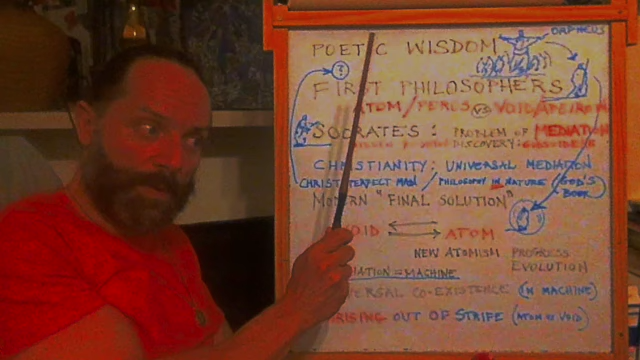 POETIC WISDOM ORPHEUS
FIRST PHILOSOPHERS
ATOM / PERAS VS VOID/APEIRON
SOCRATES: PROBLEM OF MEDIATION
DISCOVERY:
CHRISTIANITY: UNIVERSAL MEDIATION
CHRIST PERFECT MAN / PHILOSOPHY IN NATURE (GOD'S BOOK)
MODERN "FINAL SOLUTION"
VOID ATOM
NEW ATOMISM PROGRESS
EVOLUTION
MEDIATION = MACHINE
CO-EXISTENCE (IN MACHINE)
ARISING OUT OF STRIFE (ATOM VS VOID)